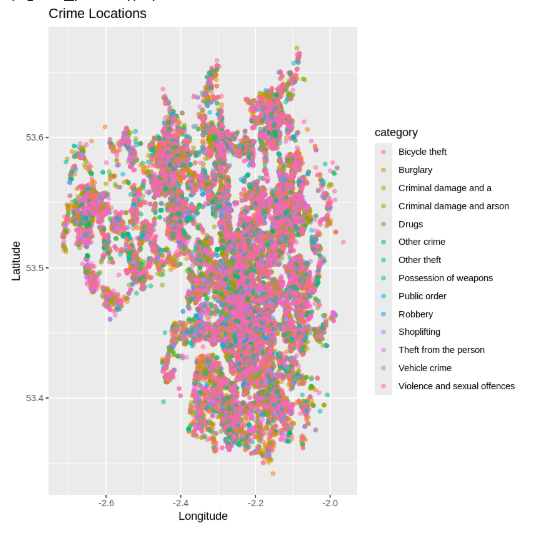 Crime Locations
53.6
53.5
53.4
Latitude
-2.6
-2.4
-2.2
-2.0
Longitude
category
Bicycle theft
Burglary
Criminal damage and a
Criminal damage and arson
Drugs
Other crime
Other theft
Possession of weapons
Public order
Robbery
Shoplifting
Theft from the person
Vehicle crime
Violence and sexual offences